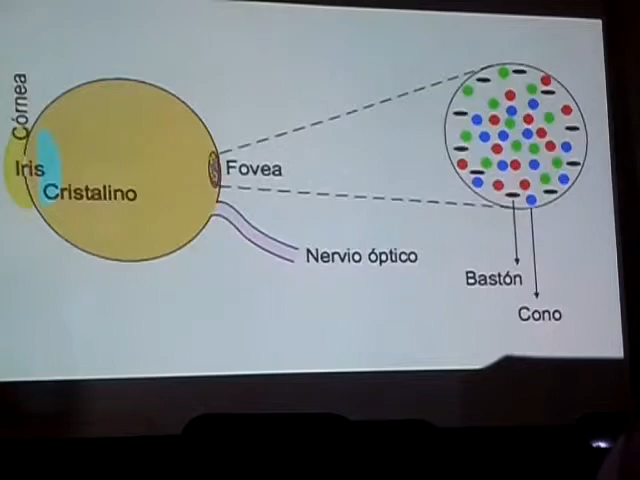 Córnea
Iris
Cristalino
Fovea
Nervio óptico
Bastón
Cono